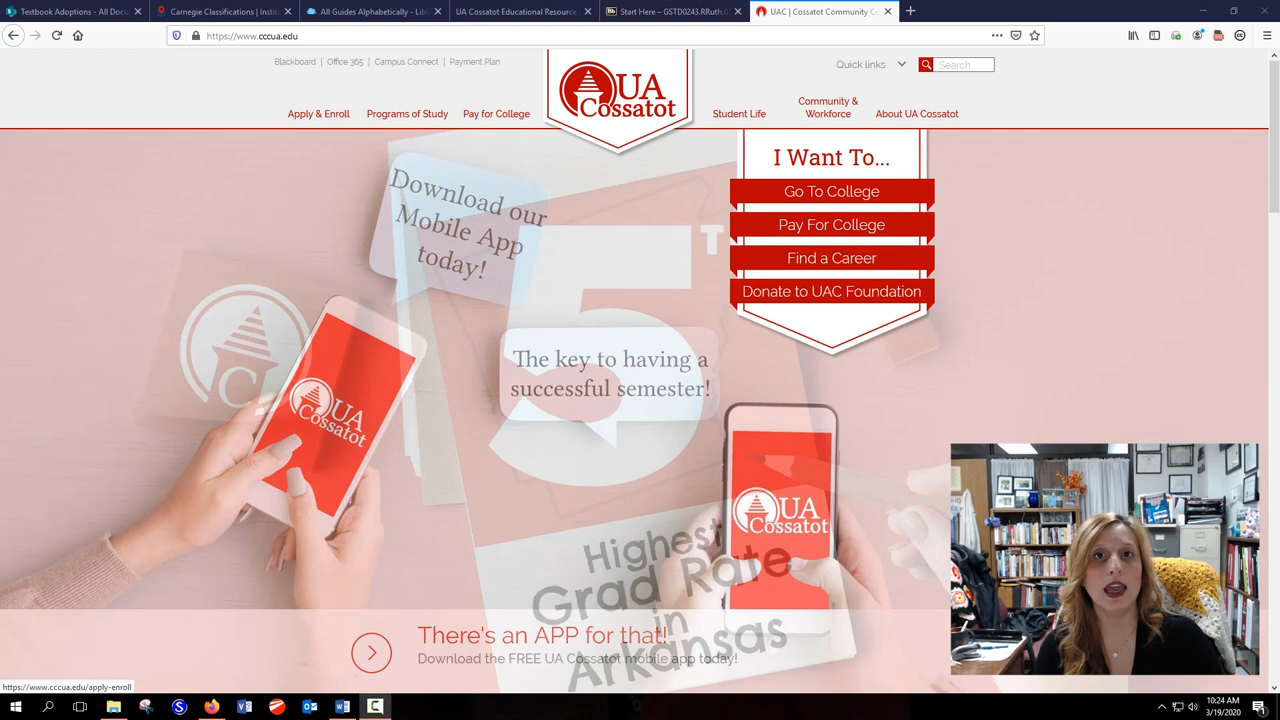 Textbook Adoptions - All Docu
Carnegie Classifications | Instit
All Guides Alphabetically - LibG
UA Cossatot Educational Resource
Bb
Start Here – GSTD0243.RRuth.D
UAC | Cossatot Community Co
https://www.cccua.edu
Blackboard | Office 365 | Campus Connect | Payment Plan
Quick links
Search
UA
Cossatot
Apply & Enroll
Programs of Study
Pay for College
Student Life
Community &
Workforce
About UA Cossatot
I Want To...
Go To College
Pay For College
Find a Career
Donate to UAC Foundation
Download our
Mobile App
today!
5
T
The key to having a
successful semester!
C
UA
Cossatot
UA
Cossatot
Highest
Grad Rate
in
Arkansas
There's an APP for that!
Download the FREE UA Cossatot mobile app today!
https://www.cccua.edu/apply-enroll
10:24 AM
3/19/2020